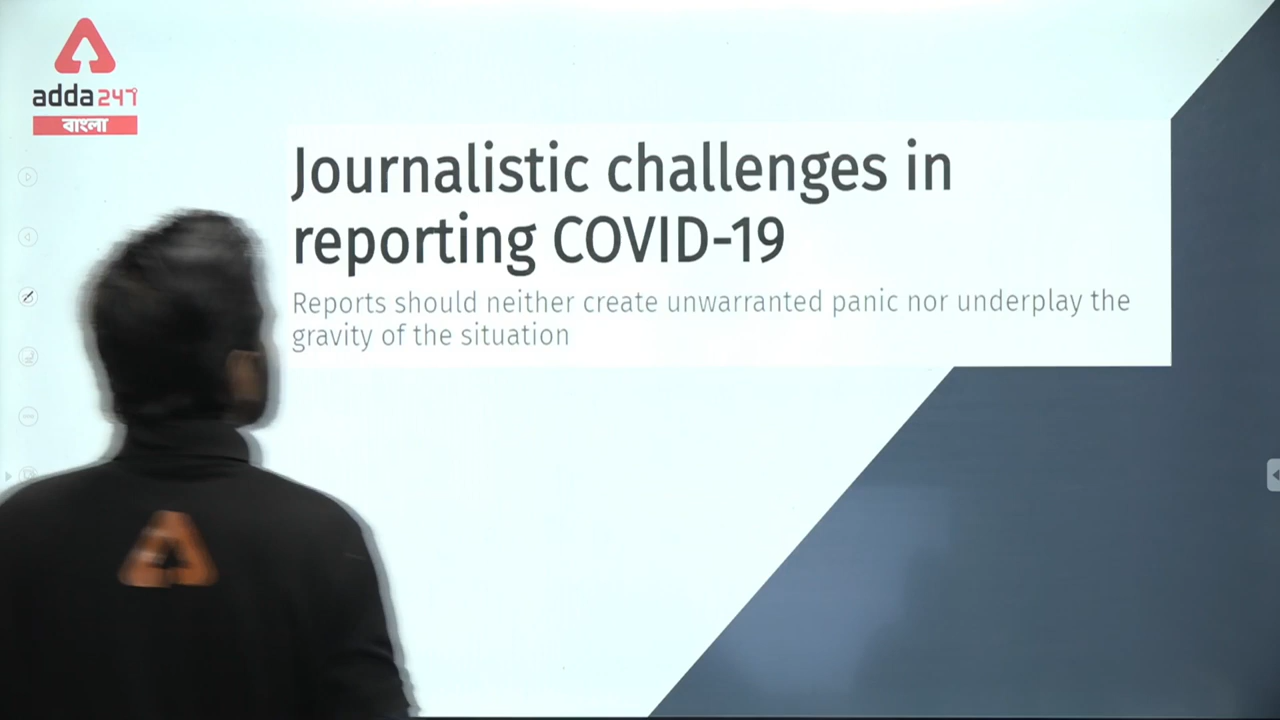 adda247
বাংলা
Journalistic challenges in
reporting COVID-19
Reports should neither create unwarranted panic nor underplay the
gravity of the situation